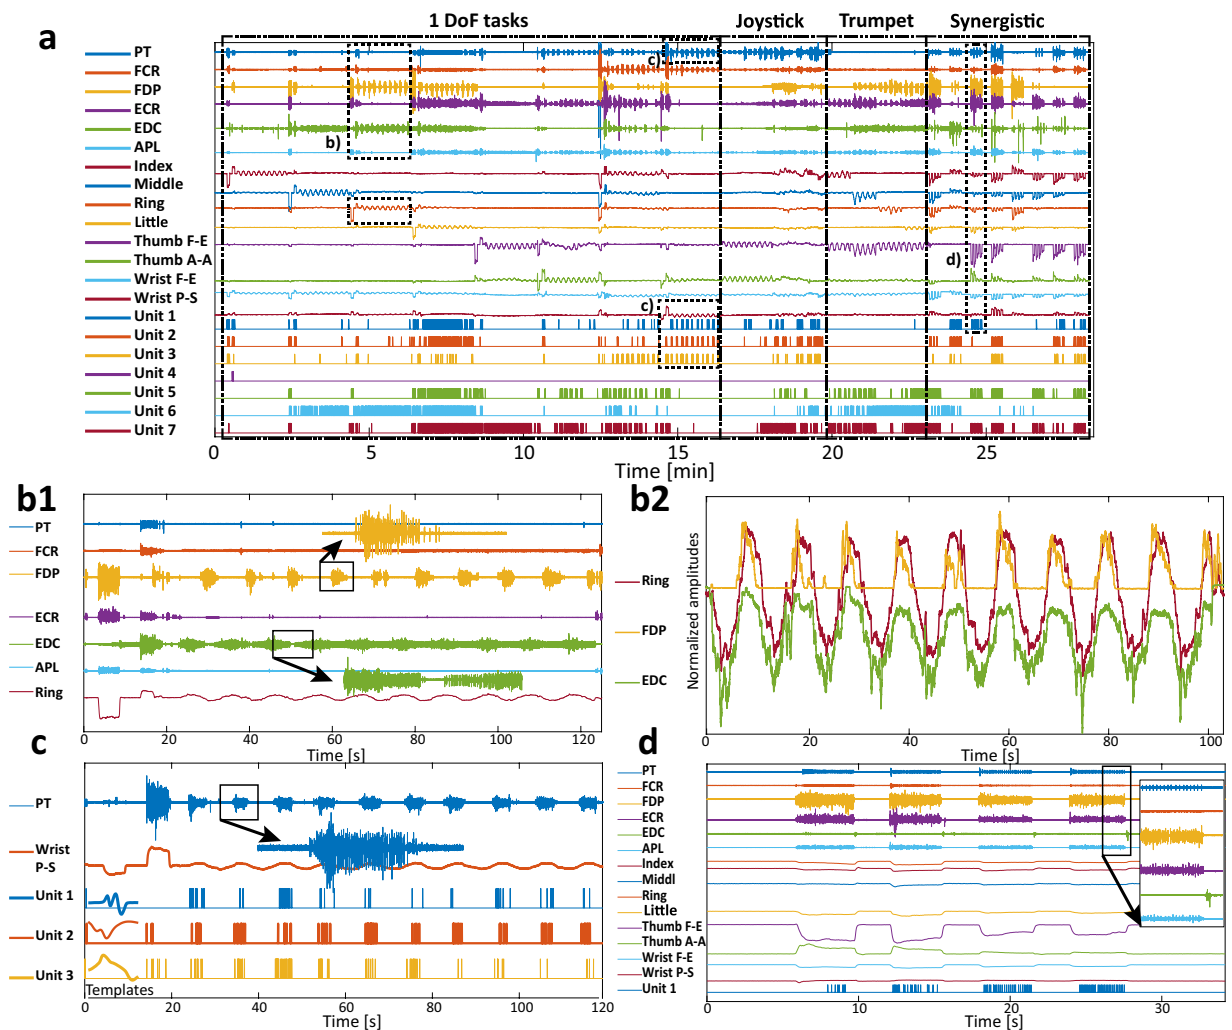 1 DoF tasks Joystick Trumpet Synergistic
a
PT
FCR
FDP
ECR
EDC
APL
Index
Middle
Ring
Little
Thumb F-E
Thumb A-A
Wrist F-E
Wrist P-S
Unit 1
Unit 2
Unit 3
Unit 4
Unit 5
Unit 6
Unit 7
c)
b)
d)
c)
0 5 10 15 20 25
Time [min]
b1
PT
FCR
FDP
ECR
EDC
APL
Ring
0 20 40 60 80 100 120
Time [s]
b2
Normalized amplitudes
Ring
FDP
EDC
0 20 40 60 80 100
Time [s]
c
PT
Wrist
P-S
Unit 1
Unit 2
Unit 3
Templates
0 20 40 60 80 100 120
Time [s]
d
PT
FCR
FDP
ECR
EDC
APL
Index
Middl
Ring
Little
Thumb F-E
Thumb A-A
Wrist F-E
Wrist P-S
Unit 1
0 10 20 30
Time [s]